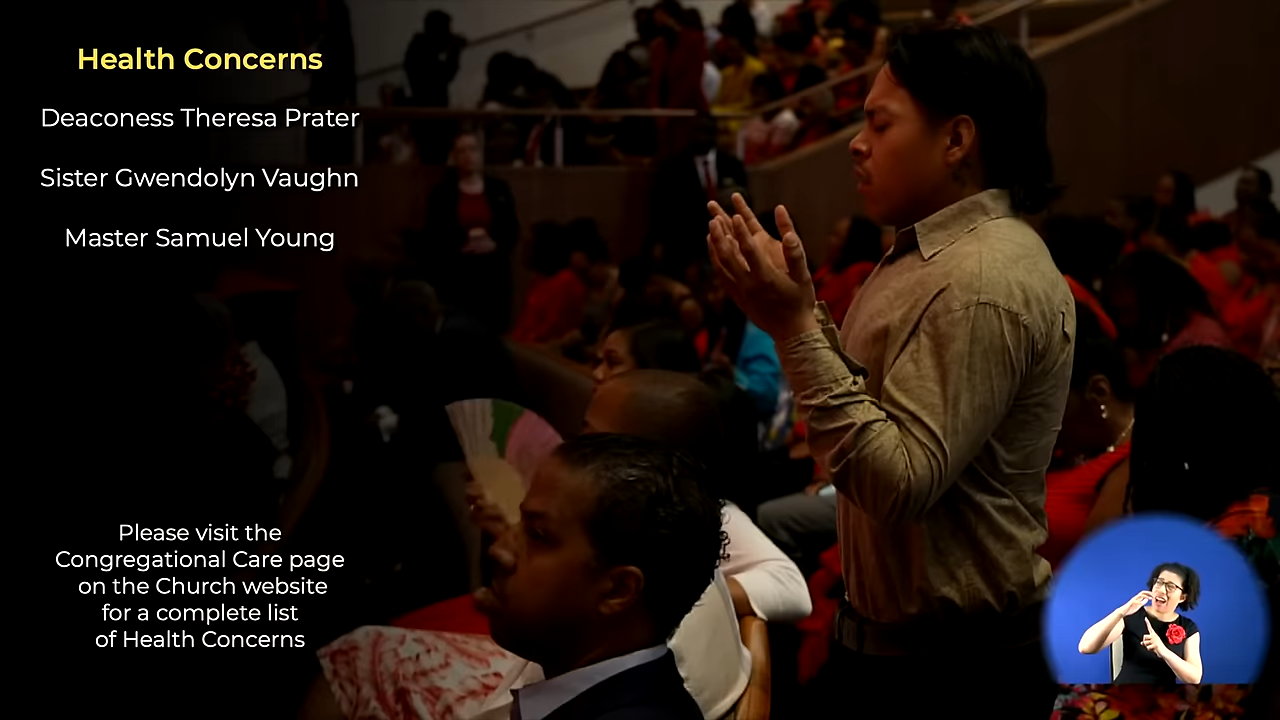 Health Concerns
Deaconess Theresa Prater
Sister Gwendolyn Vaughn
Master Samuel Young
Please visit the
Congregational Care page
on the Church website
for a complete list
of Health Concerns